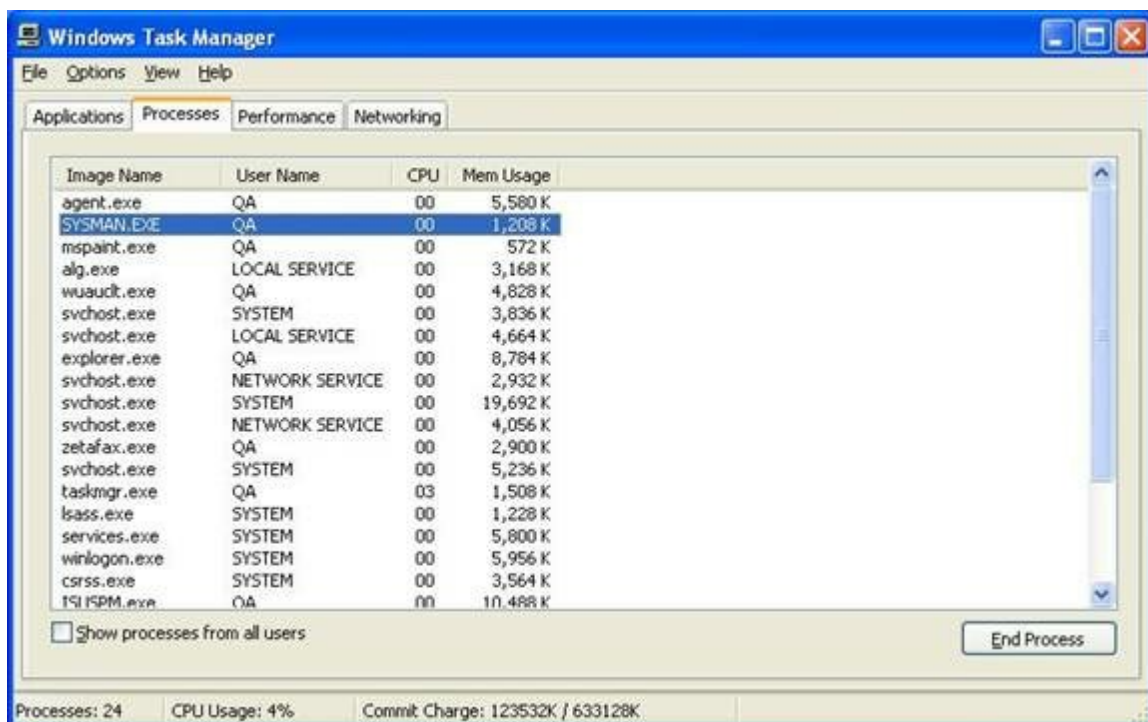 Windows Task Manager
File Options View Help
Applications Processes Performance Networking
Image Name User Name CPU Mem Usage
agent.exe QA 00 5,580 K
SYSMAN.EXE QA 00 1,208 K
mspaint.exe QA 00 572 K
alg.exe LOCAL SERVICE 00 3,168 K
wuauclt.exe QA 00 4,828 K
svchost.exe SYSTEM 00 3,836 K
svchost.exe LOCAL SERVICE 00 4,664 K
explorer.exe QA 00 8,784 K
svchost.exe NETWORK SERVICE 00 2,932 K
svchost.exe SYSTEM 00 19,692 K
svchost.exe NETWORK SERVICE 00 4,056 K
zetafax.exe QA 00 2,900 K
svchost.exe SYSTEM 00 5,236 K
taskmgr.exe QA 03 1,508 K
lsass.exe SYSTEM 00 1,228 K
services.exe SYSTEM 00 5,800 K
winlogon.exe SYSTEM 00 5,956 K
csrss.exe SYSTEM 00 3,564 K
ISUSPM.exe QA 00 10,488 K
Show processes from all users
End Process
Processes: 24 CPU Usage: 4% Commit Charge: 123532K / 633128K